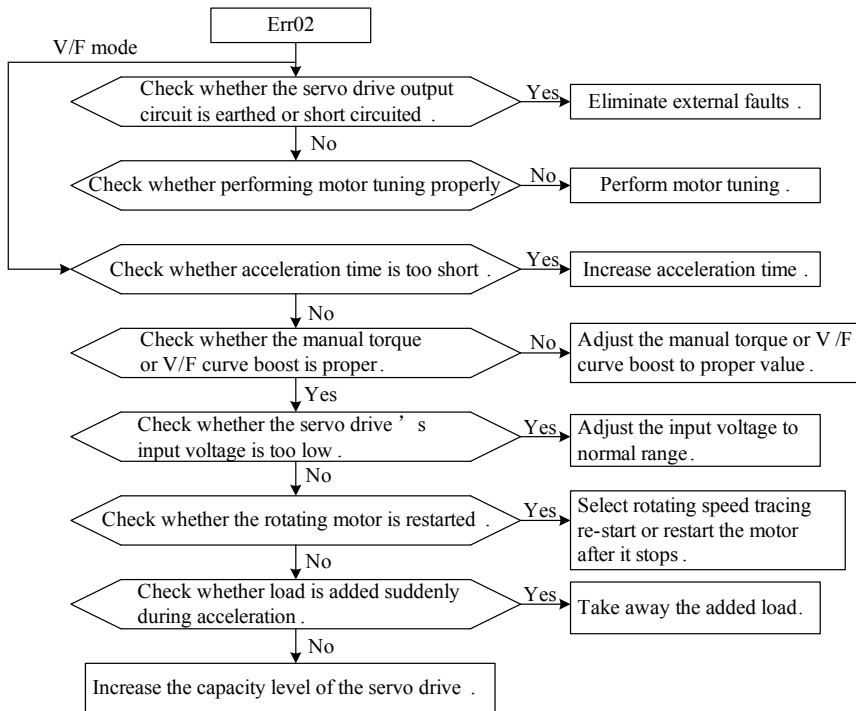 Err02
V/F mode
Check whether the servo drive output
circuit is earthed or short circuited .
Yes
Eliminate external faults .
No
Check whether performing motor tuning properly
No
Perform motor tuning .
Check whether acceleration time is too short .
Yes
Increase acceleration time .
No
Check whether the manual torque
or V/F curve boost is proper .
No
Adjust the manual torque or V /F
curve boost to proper value .
Yes
Check whether the servo drive ’ s
input voltage is too low .
Yes
Adjust the input voltage to
normal range .
No
Check whether the rotating motor is restarted .
Yes
Select rotating speed tracing
re-start or restart the motor
after it stops .
No
Check whether load is added suddenly
during acceleration .
Yes
Take away the added load .
No
Increase the capacity level of the servo drive .